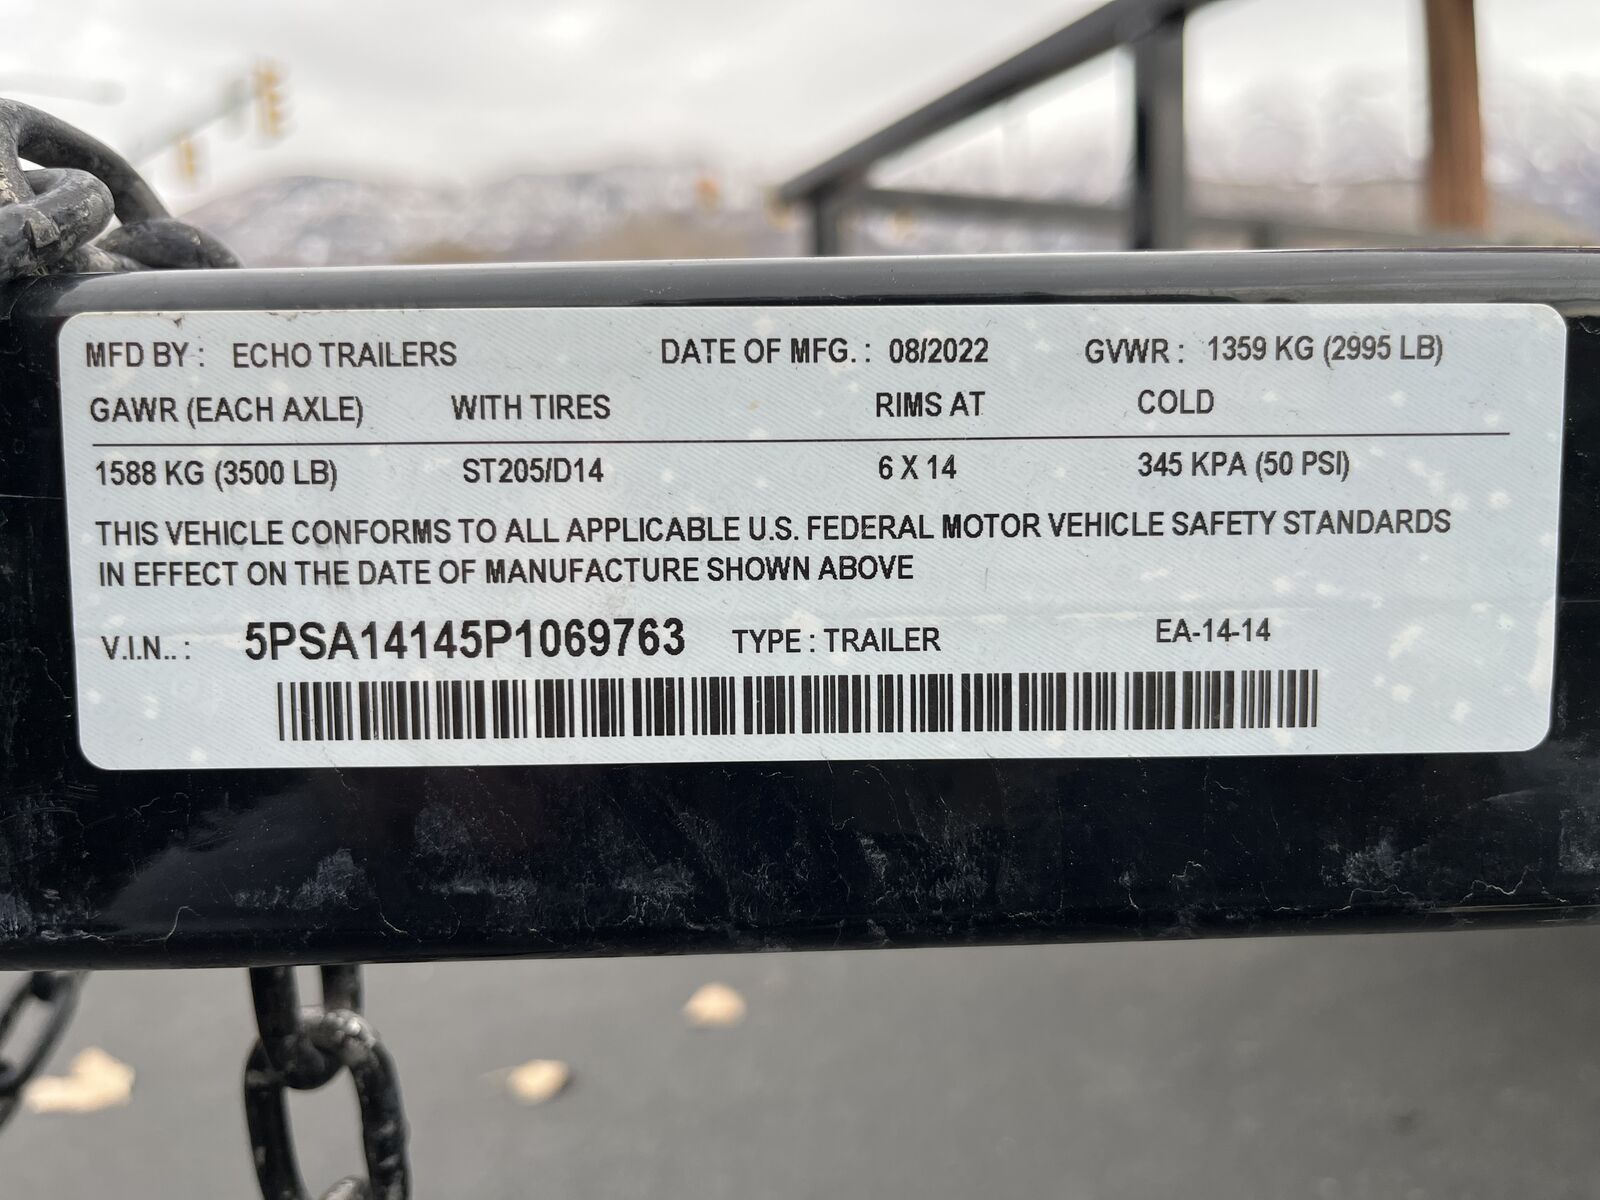 MFD BY : ECHO TRAILERS DATE OF MFG. : 08/2022 GVWR : 1359 KG (2995 LB)
GAWR (EACH AXLE) WITH TIRES RIMS AT COLD
1588 KG (3500 LB) ST205/D14 6 X 14 345 KPA (50 PSI)
THIS VEHICLE CONFORMS TO ALL APPLICABLE U.S. FEDERAL MOTOR VEHICLE SAFETY STANDARDS
IN EFFECT ON THE DATE OF MANUFACTURE SHOWN ABOVE
V.I.N.. : 5PSA14145P1069763 TYPE : TRAILER EA-14-14